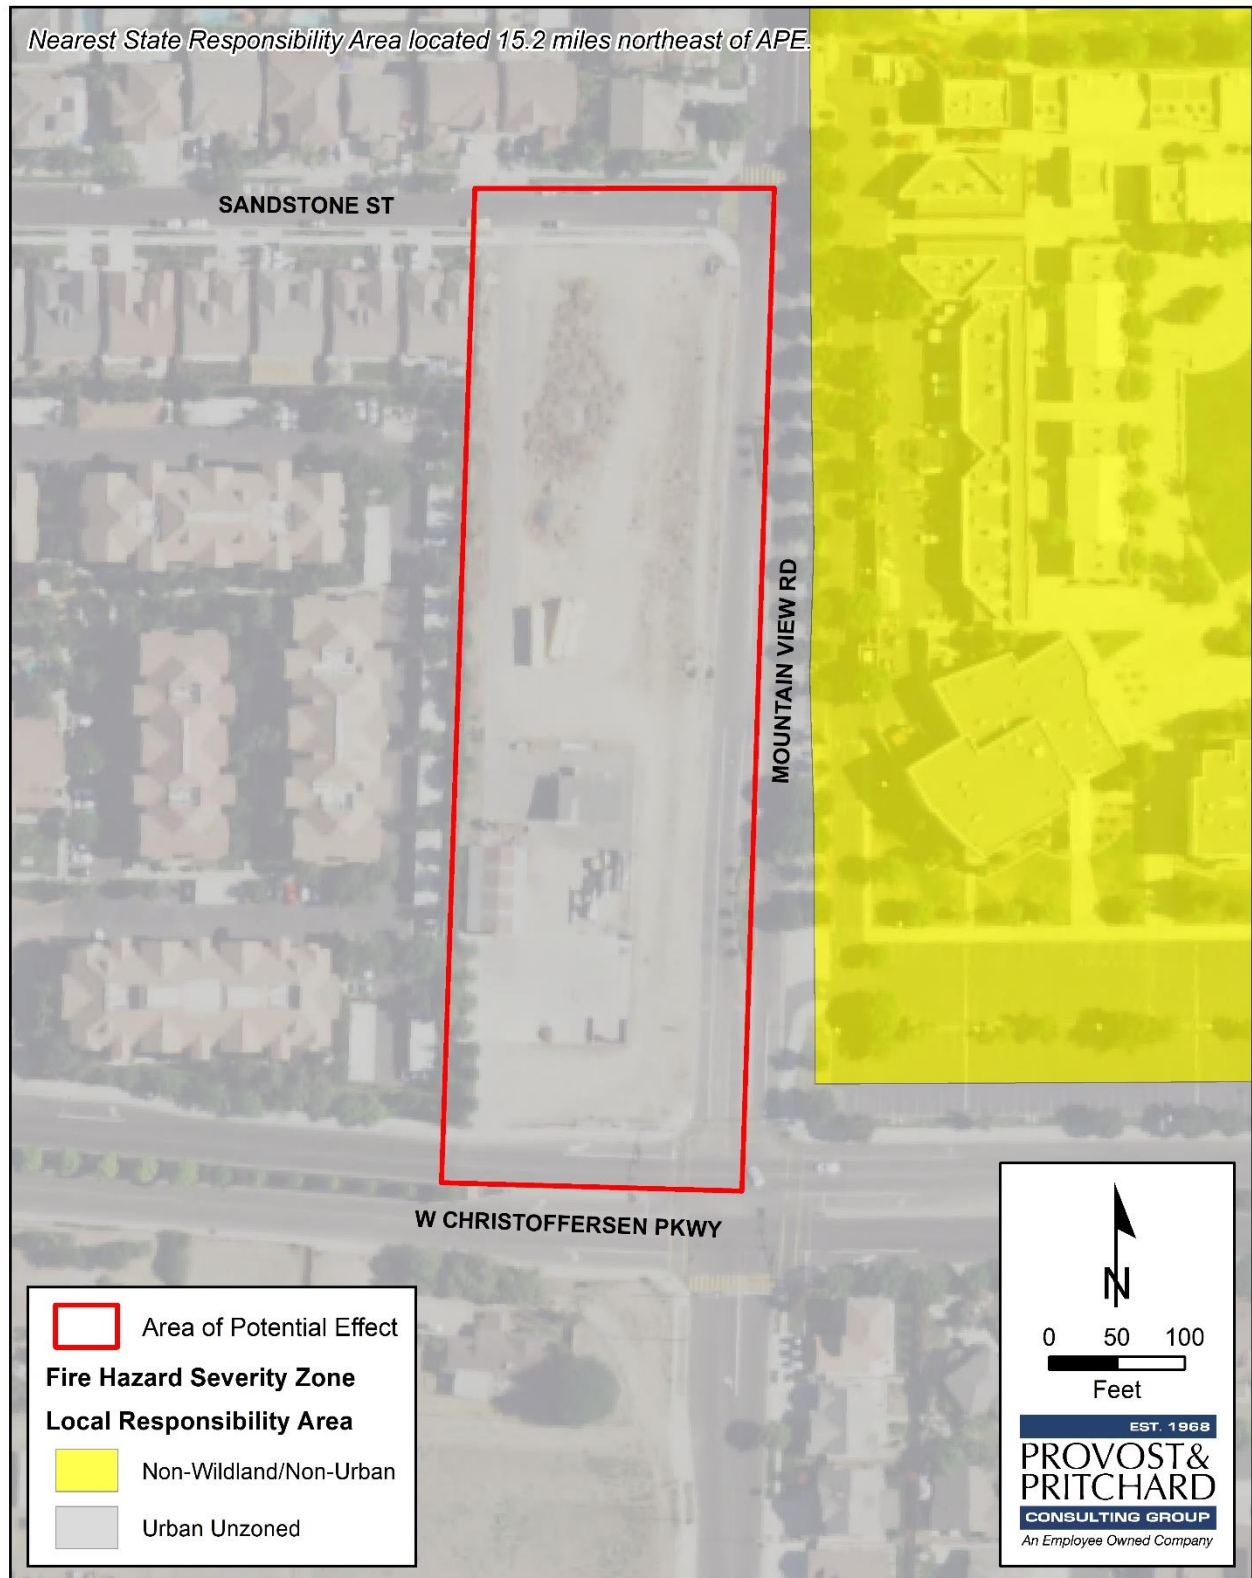 Nearest State Responsibility Area located 15.2 miles northeast of APE.
SANDSTONE ST
MOUNTAIN VIEW RD
W CHRISTOFFERSEN PKWY
Area of Potential Effect
Fire Hazard Severity Zone
Local Responsibility Area
Non-Wildland/Non-Urban
Urban Unzoned
N
0 50 100
Feet
EST. 1968
PROVOST&
PRITCHARD
CONSULTING GROUP
An Employee Owned Company